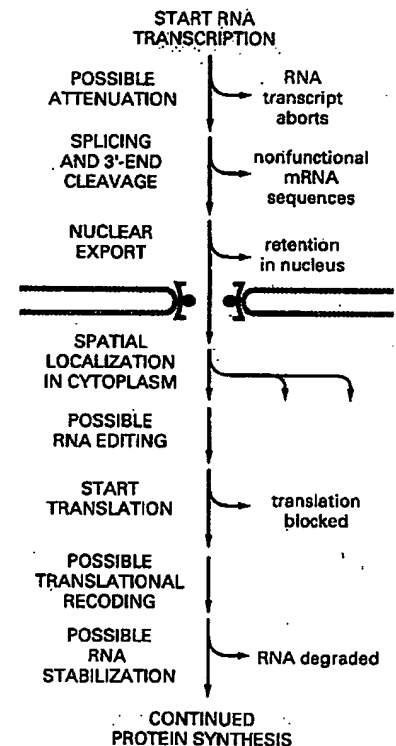 START RNA
TRANSCRIPTION
POSSIBLE
ATTENUATION
RNA
transcript
aborts
SPLICING
AND 3'-END
CLEAVAGE
nonfunctional
mRNA
sequences
NUCLEAR
EXPORT
retention
in nucleus
SPATIAL
LOCALIZATION
IN CYTOPLASM
POSSIBLE
RNA EDITING
START
TRANSLATION
translation
blocked
POSSIBLE
TRANSLATIONAL
RECODING
POSSIBLE
RNA
STABILIZATION
RNA degraded
CONTINUED
PROTEIN SYNTHESIS